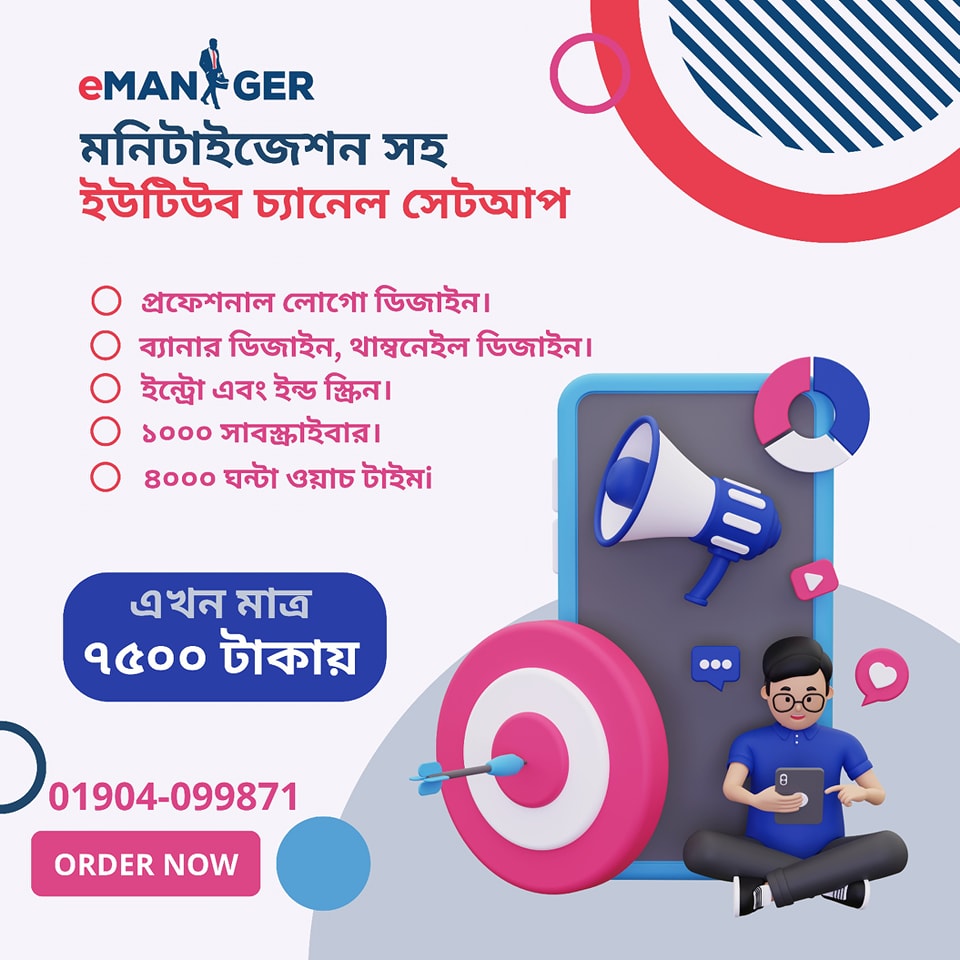 eMANAGER
মনিটাইজেশন সহ
ইউটিউব চ্যানেল সেটআপ
প্রফেশনাল লোগো ডিজাইন।
ব্যানার ডিজাইন, থাম্বনেইল ডিজাইন।
ইন্ট্রো এবং ইন্ড স্ক্রিন।
১০০০ সাবস্ক্রাইবার।
৪০০০ ঘন্টা ওয়াচ টাইমi
এখন মাত্র
৭৫০০ টাকায়
01904-099871
ORDER NOW